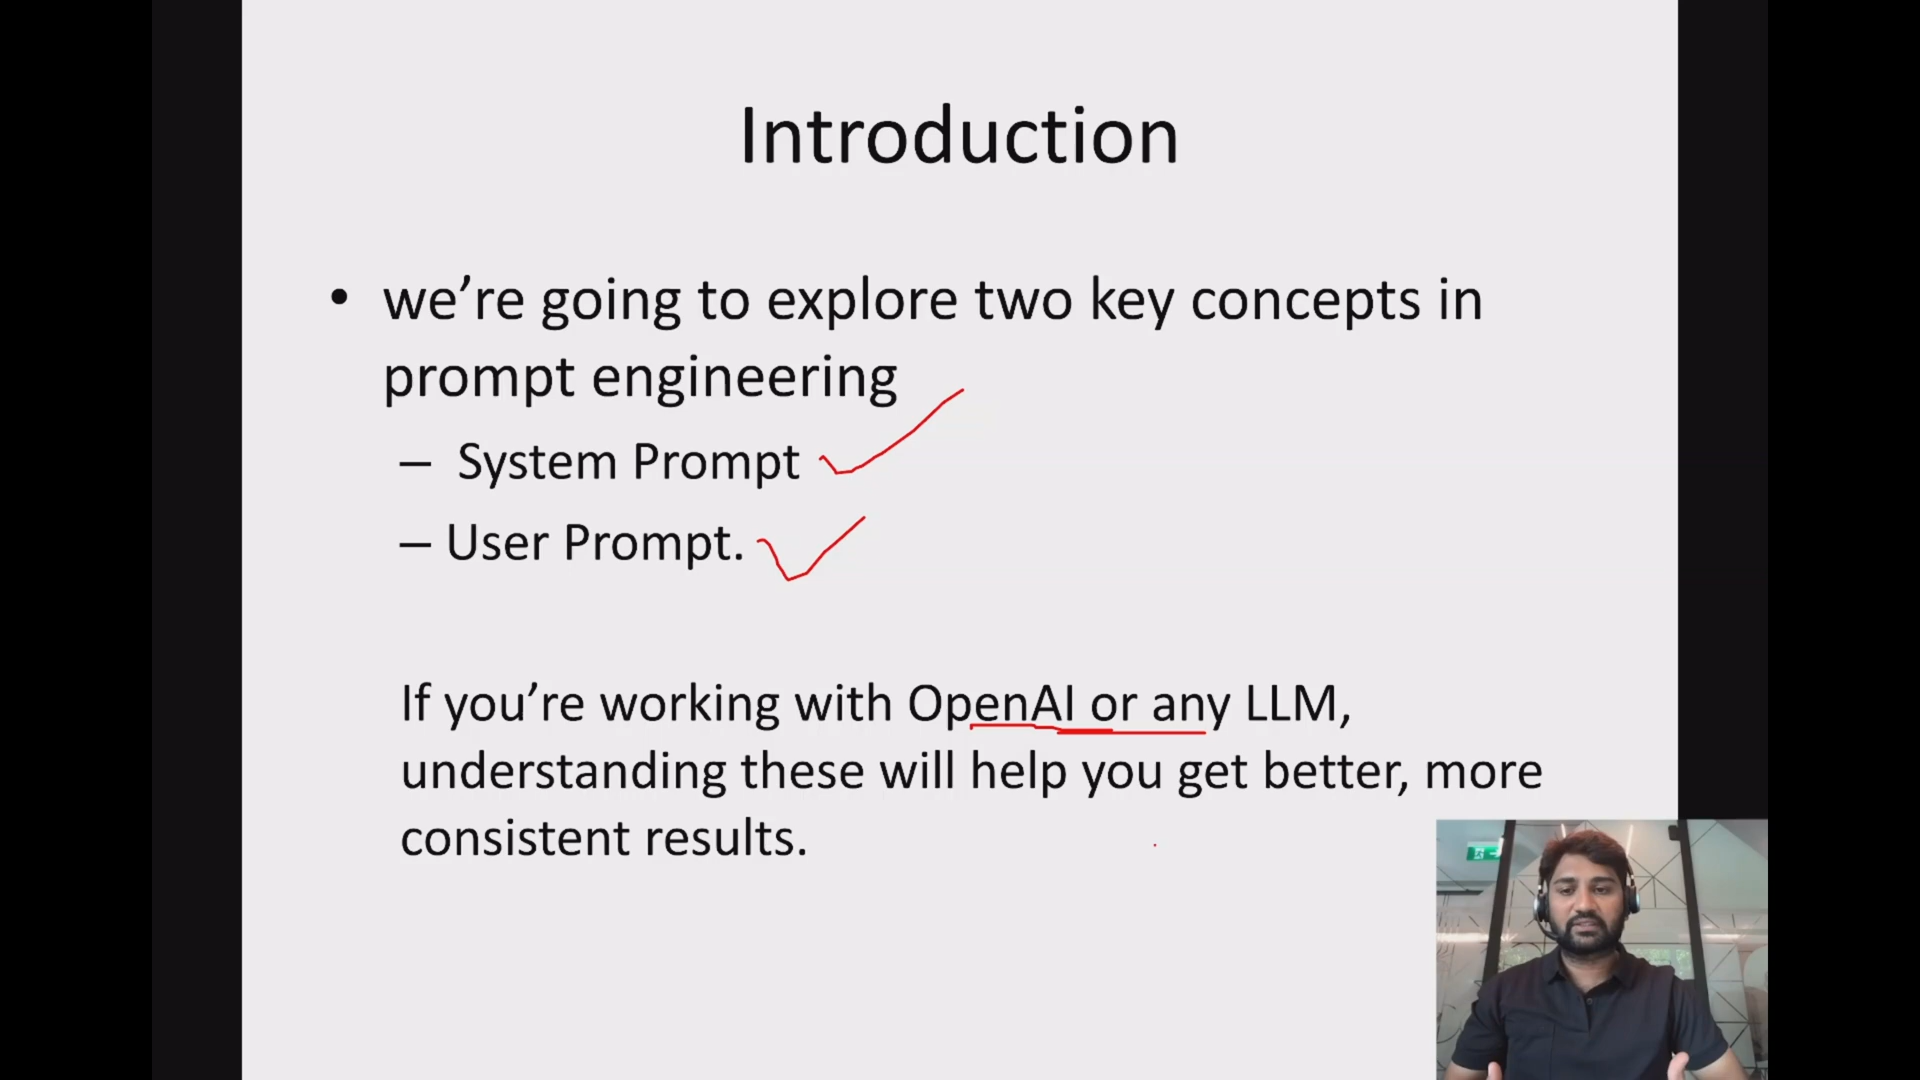 Introduction
• we’re going to explore two key concepts in
prompt engineering
– System Prompt
– User Prompt.
If you’re working with OpenAI or any LLM,
understanding these will help you get better, more
consistent results.